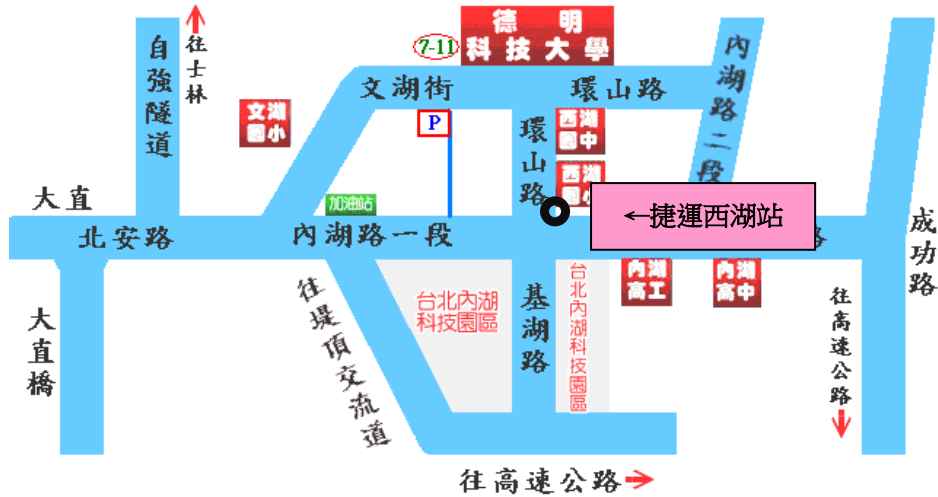 德明
科技大學
7-11
往士林
自強隧道
文湖街
環山路
內湖路二段
文湖
國小
P
環山路
西湖
國中
西湖
國小
大直
加油站
←捷運西湖站
北安路
內湖路一段
路
成功路
內湖
高工
內湖
高中
台北內湖
科技園區
台北內湖科技園區
基湖路
往堤頂交流道
大直橋
往高速公路
往高速公路